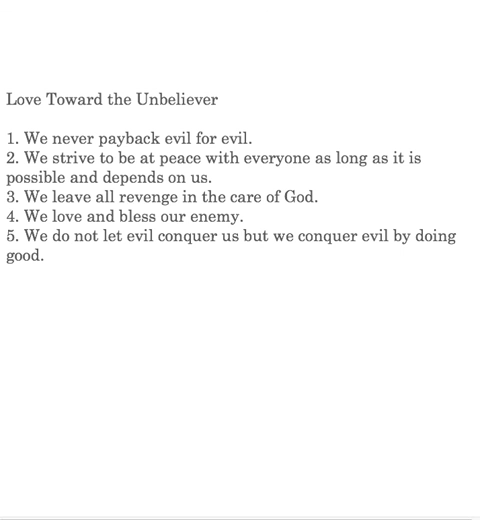 Love Toward the Unbeliever
1. We never payback evil for evil.
2. We strive to be at peace with everyone as long as it is
possible and depends on us.
3. We leave all revenge in the care of God.
4. We love and bless our enemy.
5. We do not let evil conquer us but we conquer evil by doing
good.